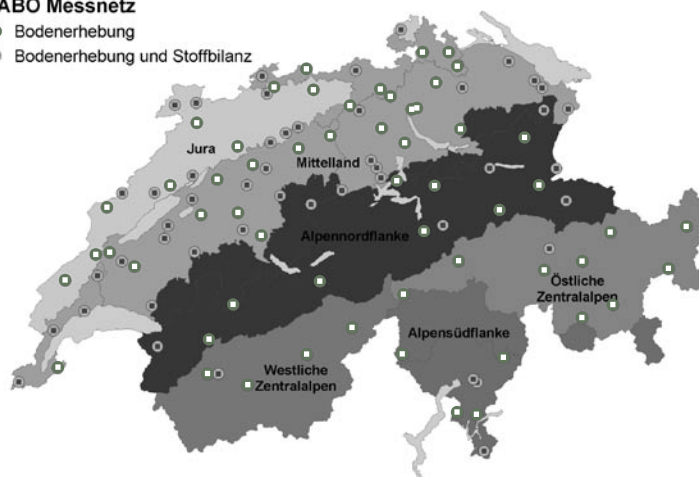 ABO Messnetz
Bodenerhebung
Bodenerhebung und Stoffbilanz
Jura
Mittelland
Alpennordflanke
Östliche
Zentralalpen
Alpensüdflanke
Westliche
Zentralalpen